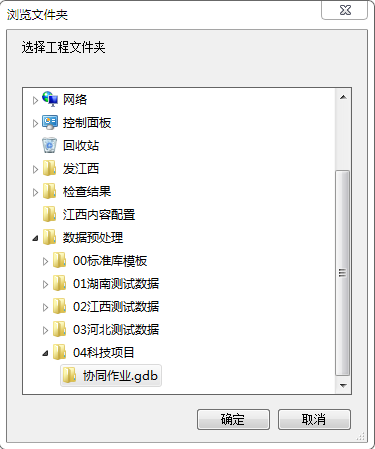 浏览文件夹
选择工程文件夹
网络
控制面板
回收站
发江西
检查结果
江西内容配置
数据预处理
00标准库模板
01湖南测试数据
02江西测试数据
03河北测试数据
04科技项目
协同作业.gdb
确定
取消